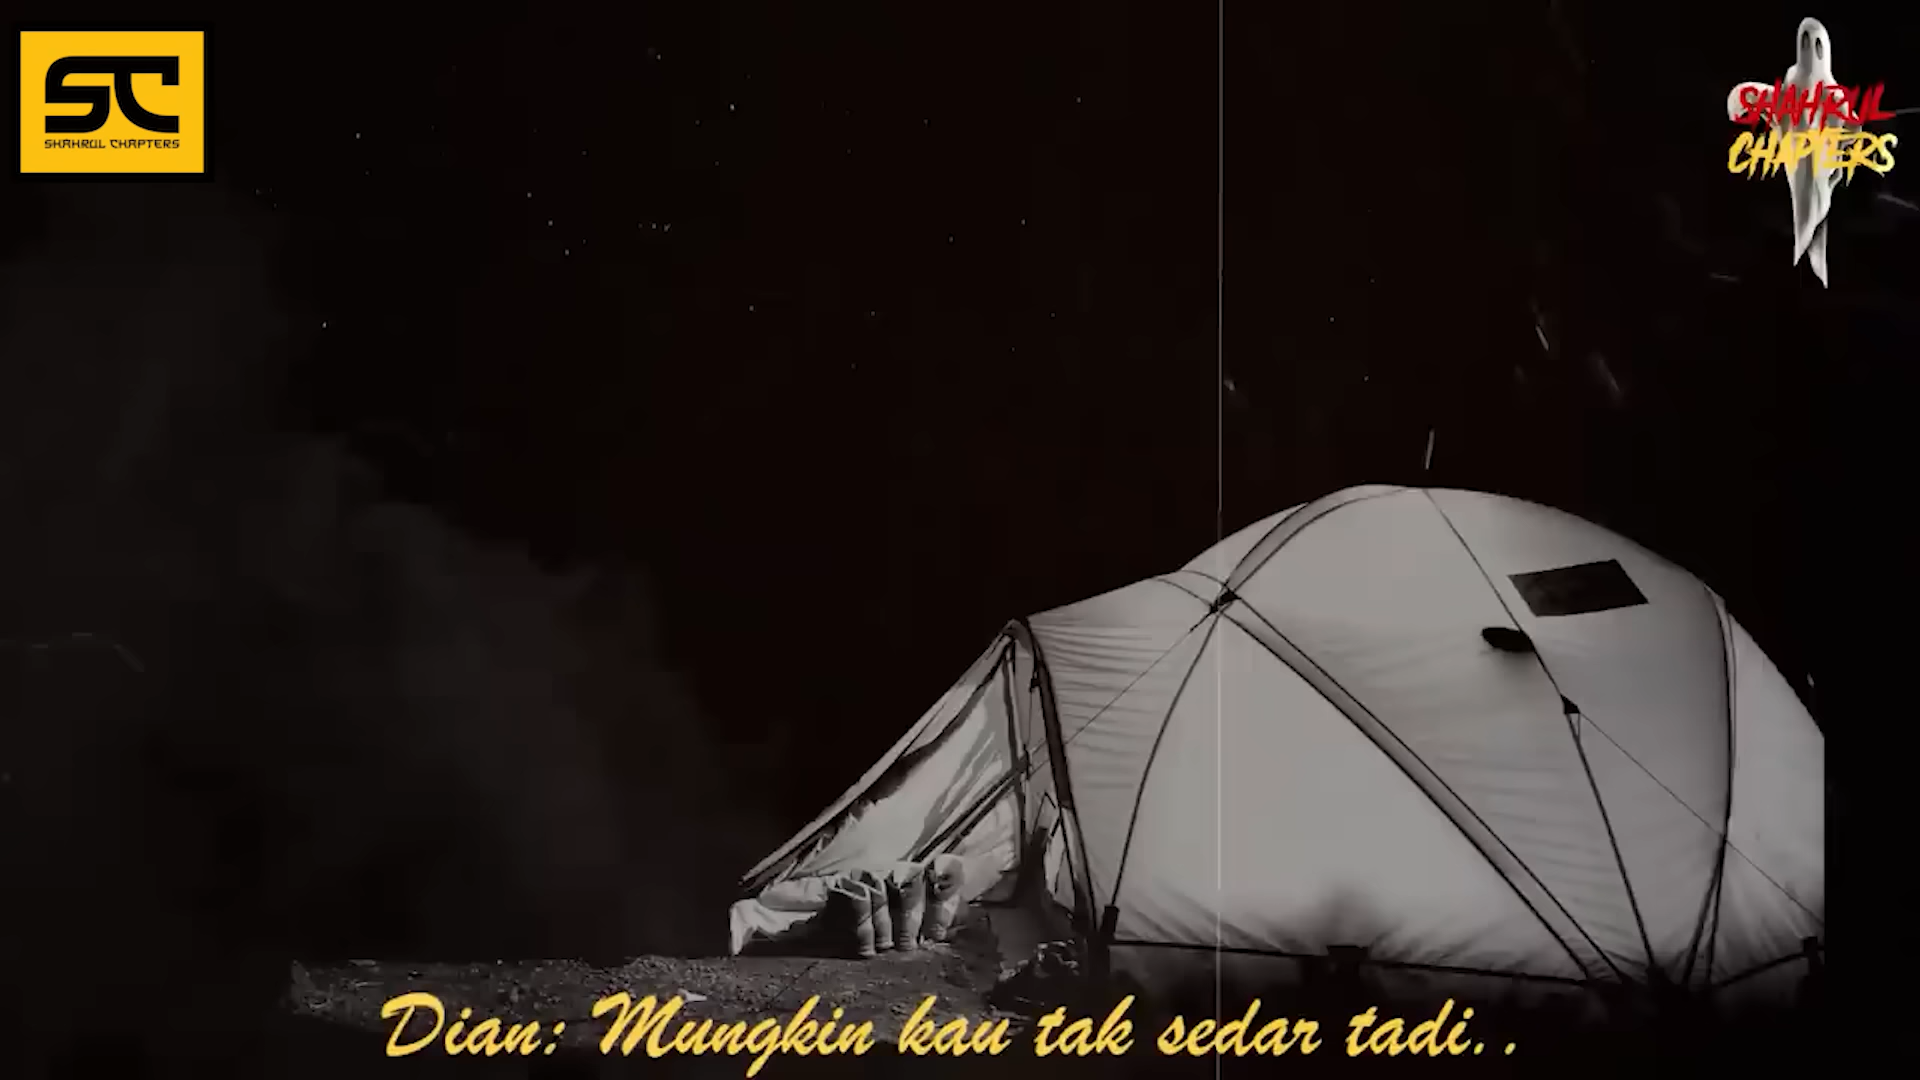 SC
SHAHRUL CHAPTERS
SHAHRUL
CHAPTERS
Dian: Mungkin kau tak sedar tadi..